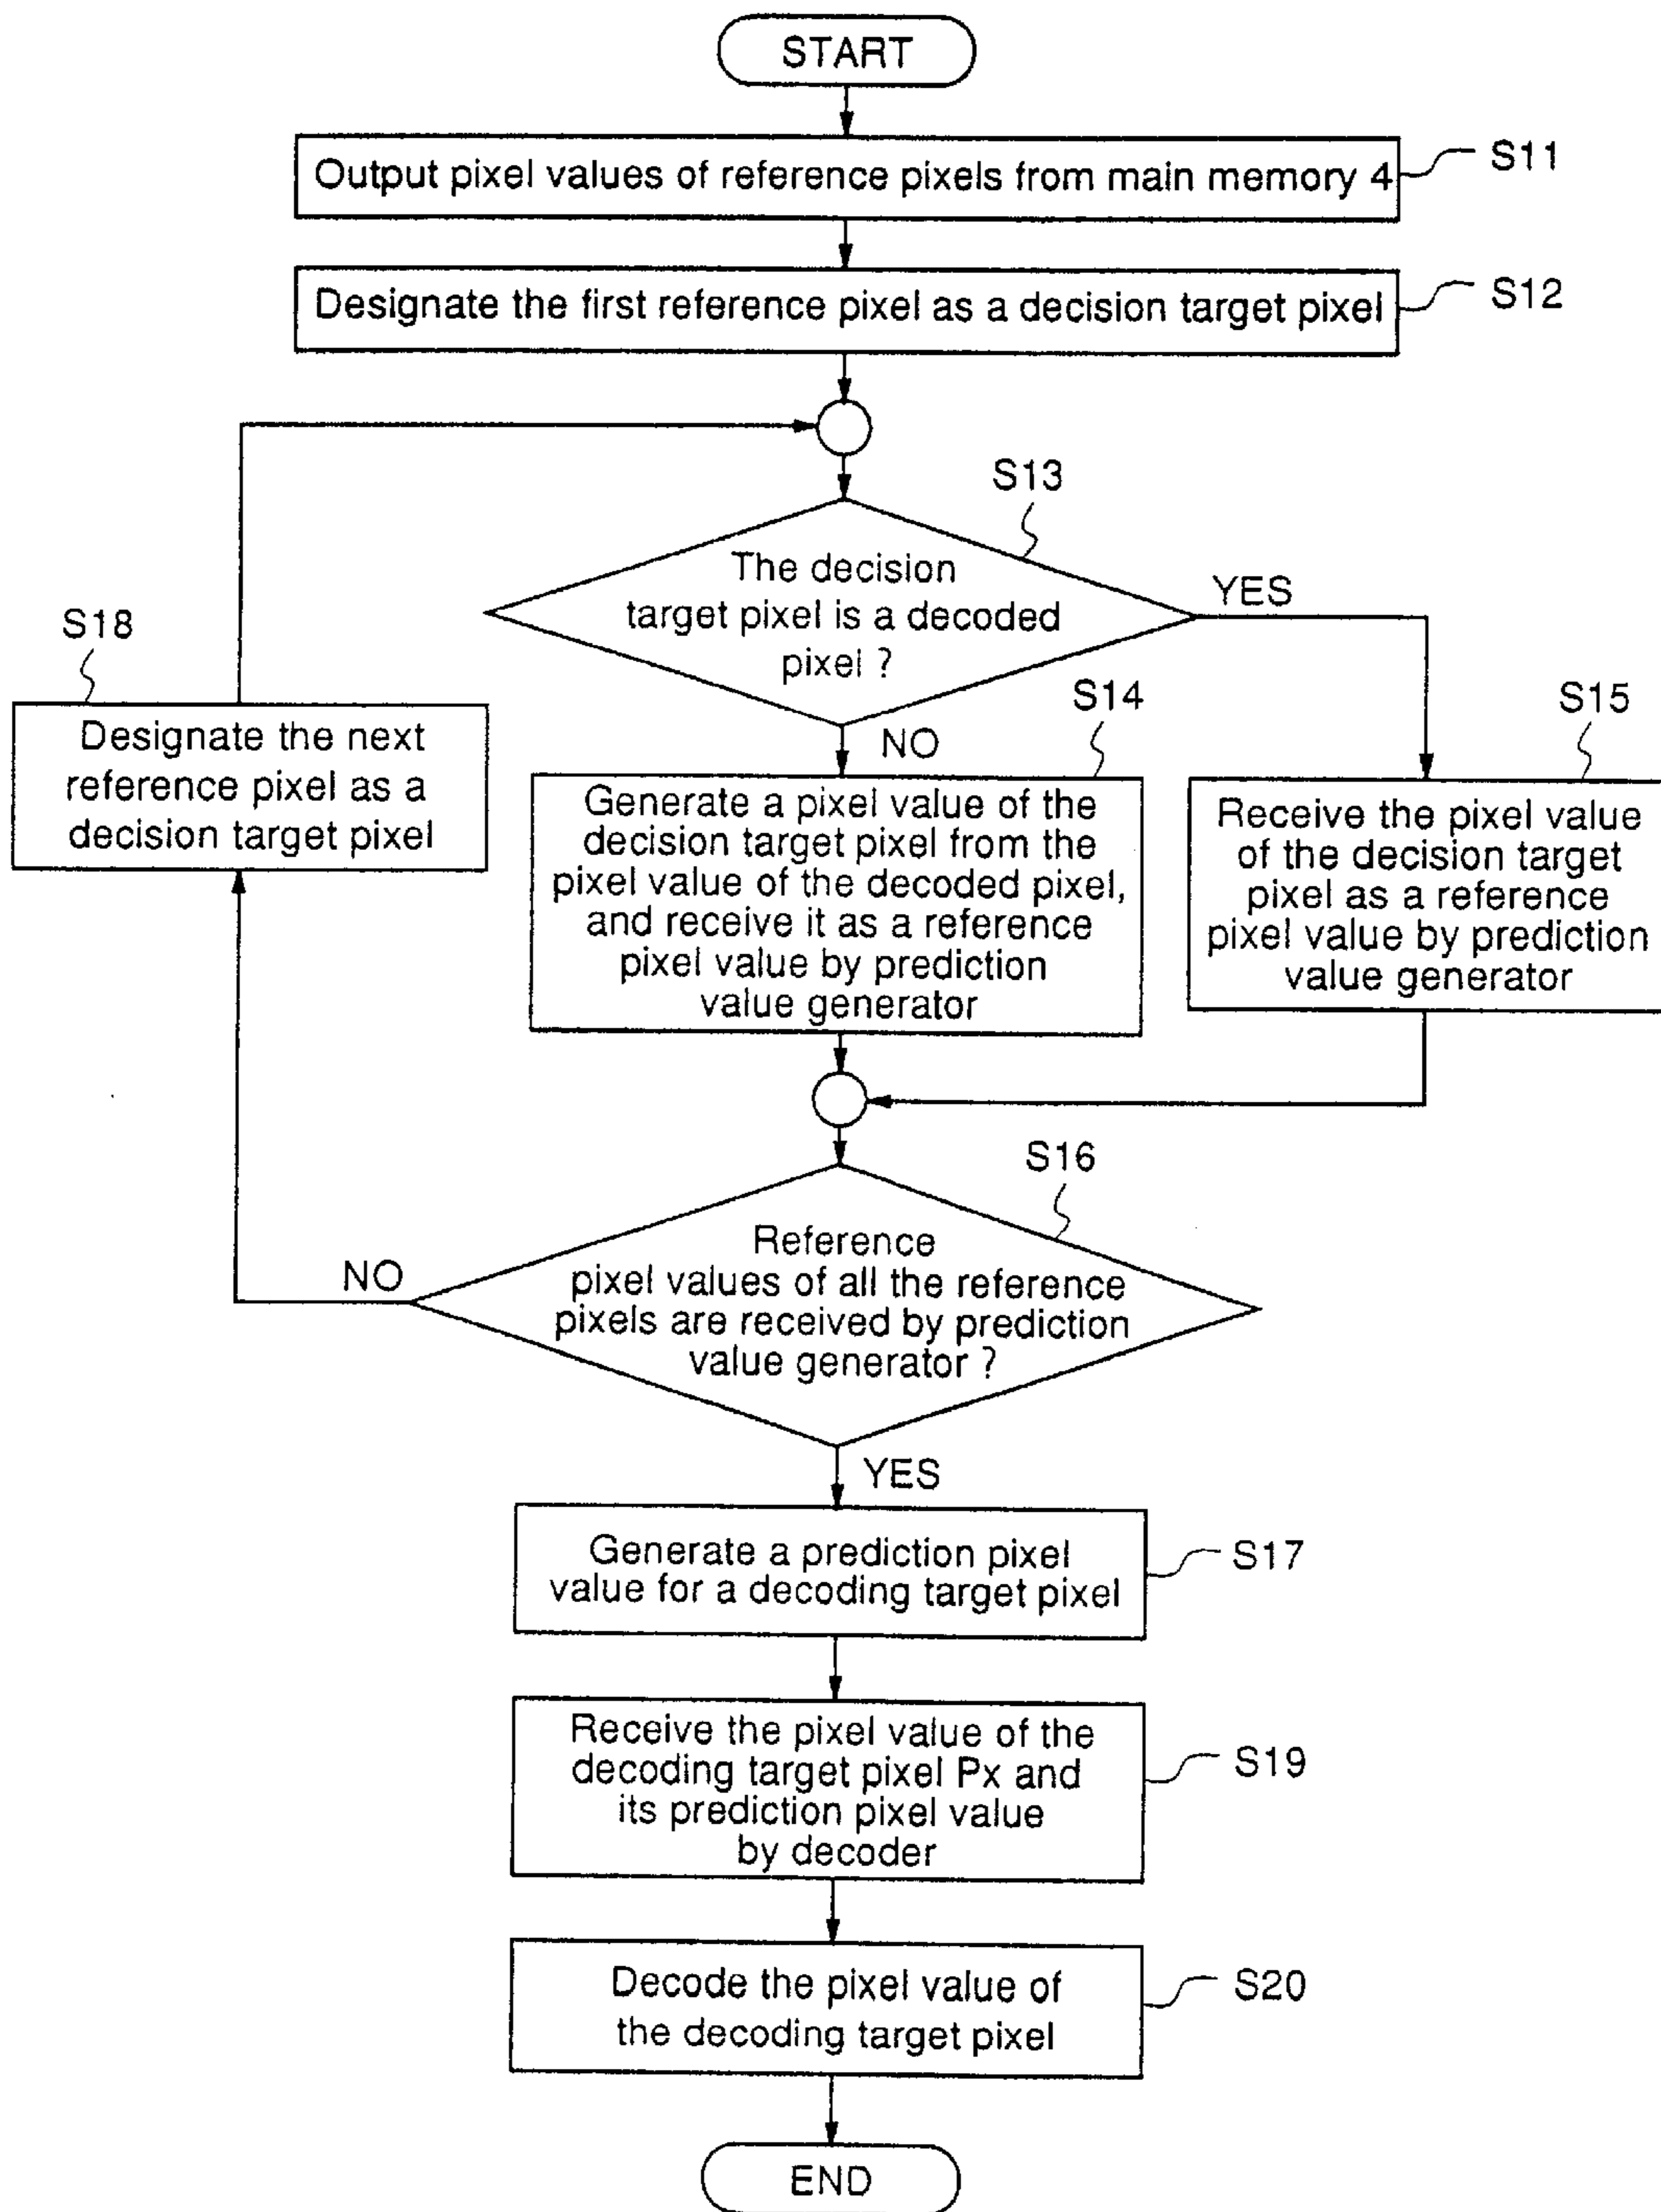 START
Output pixel values of reference pixels from main memory 4
S11
Designate the first reference pixel as a decision target pixel
S12
S13
The decision
target pixel is a decoded
pixel ?
YES
NO
S18
Designate the next
reference pixel as a
decision target pixel
S14
Generate a pixel value of the
decision target pixel from the
pixel value of the decoded pixel,
and receive it as a reference
pixel value by prediction
value generator
S15
Receive the pixel value
of the decision target
pixel as a reference
pixel value by prediction
value generator
S16
Reference
pixel values of all the reference
pixels are received by prediction
value generator ?
NO
YES
Generate a prediction pixel
value for a decoding target pixel
S17
Receive the pixel value of the
decoding target pixel Px and
its prediction pixel value
by decoder
S19
Decode the pixel value of
the decoding target pixel
S20
END